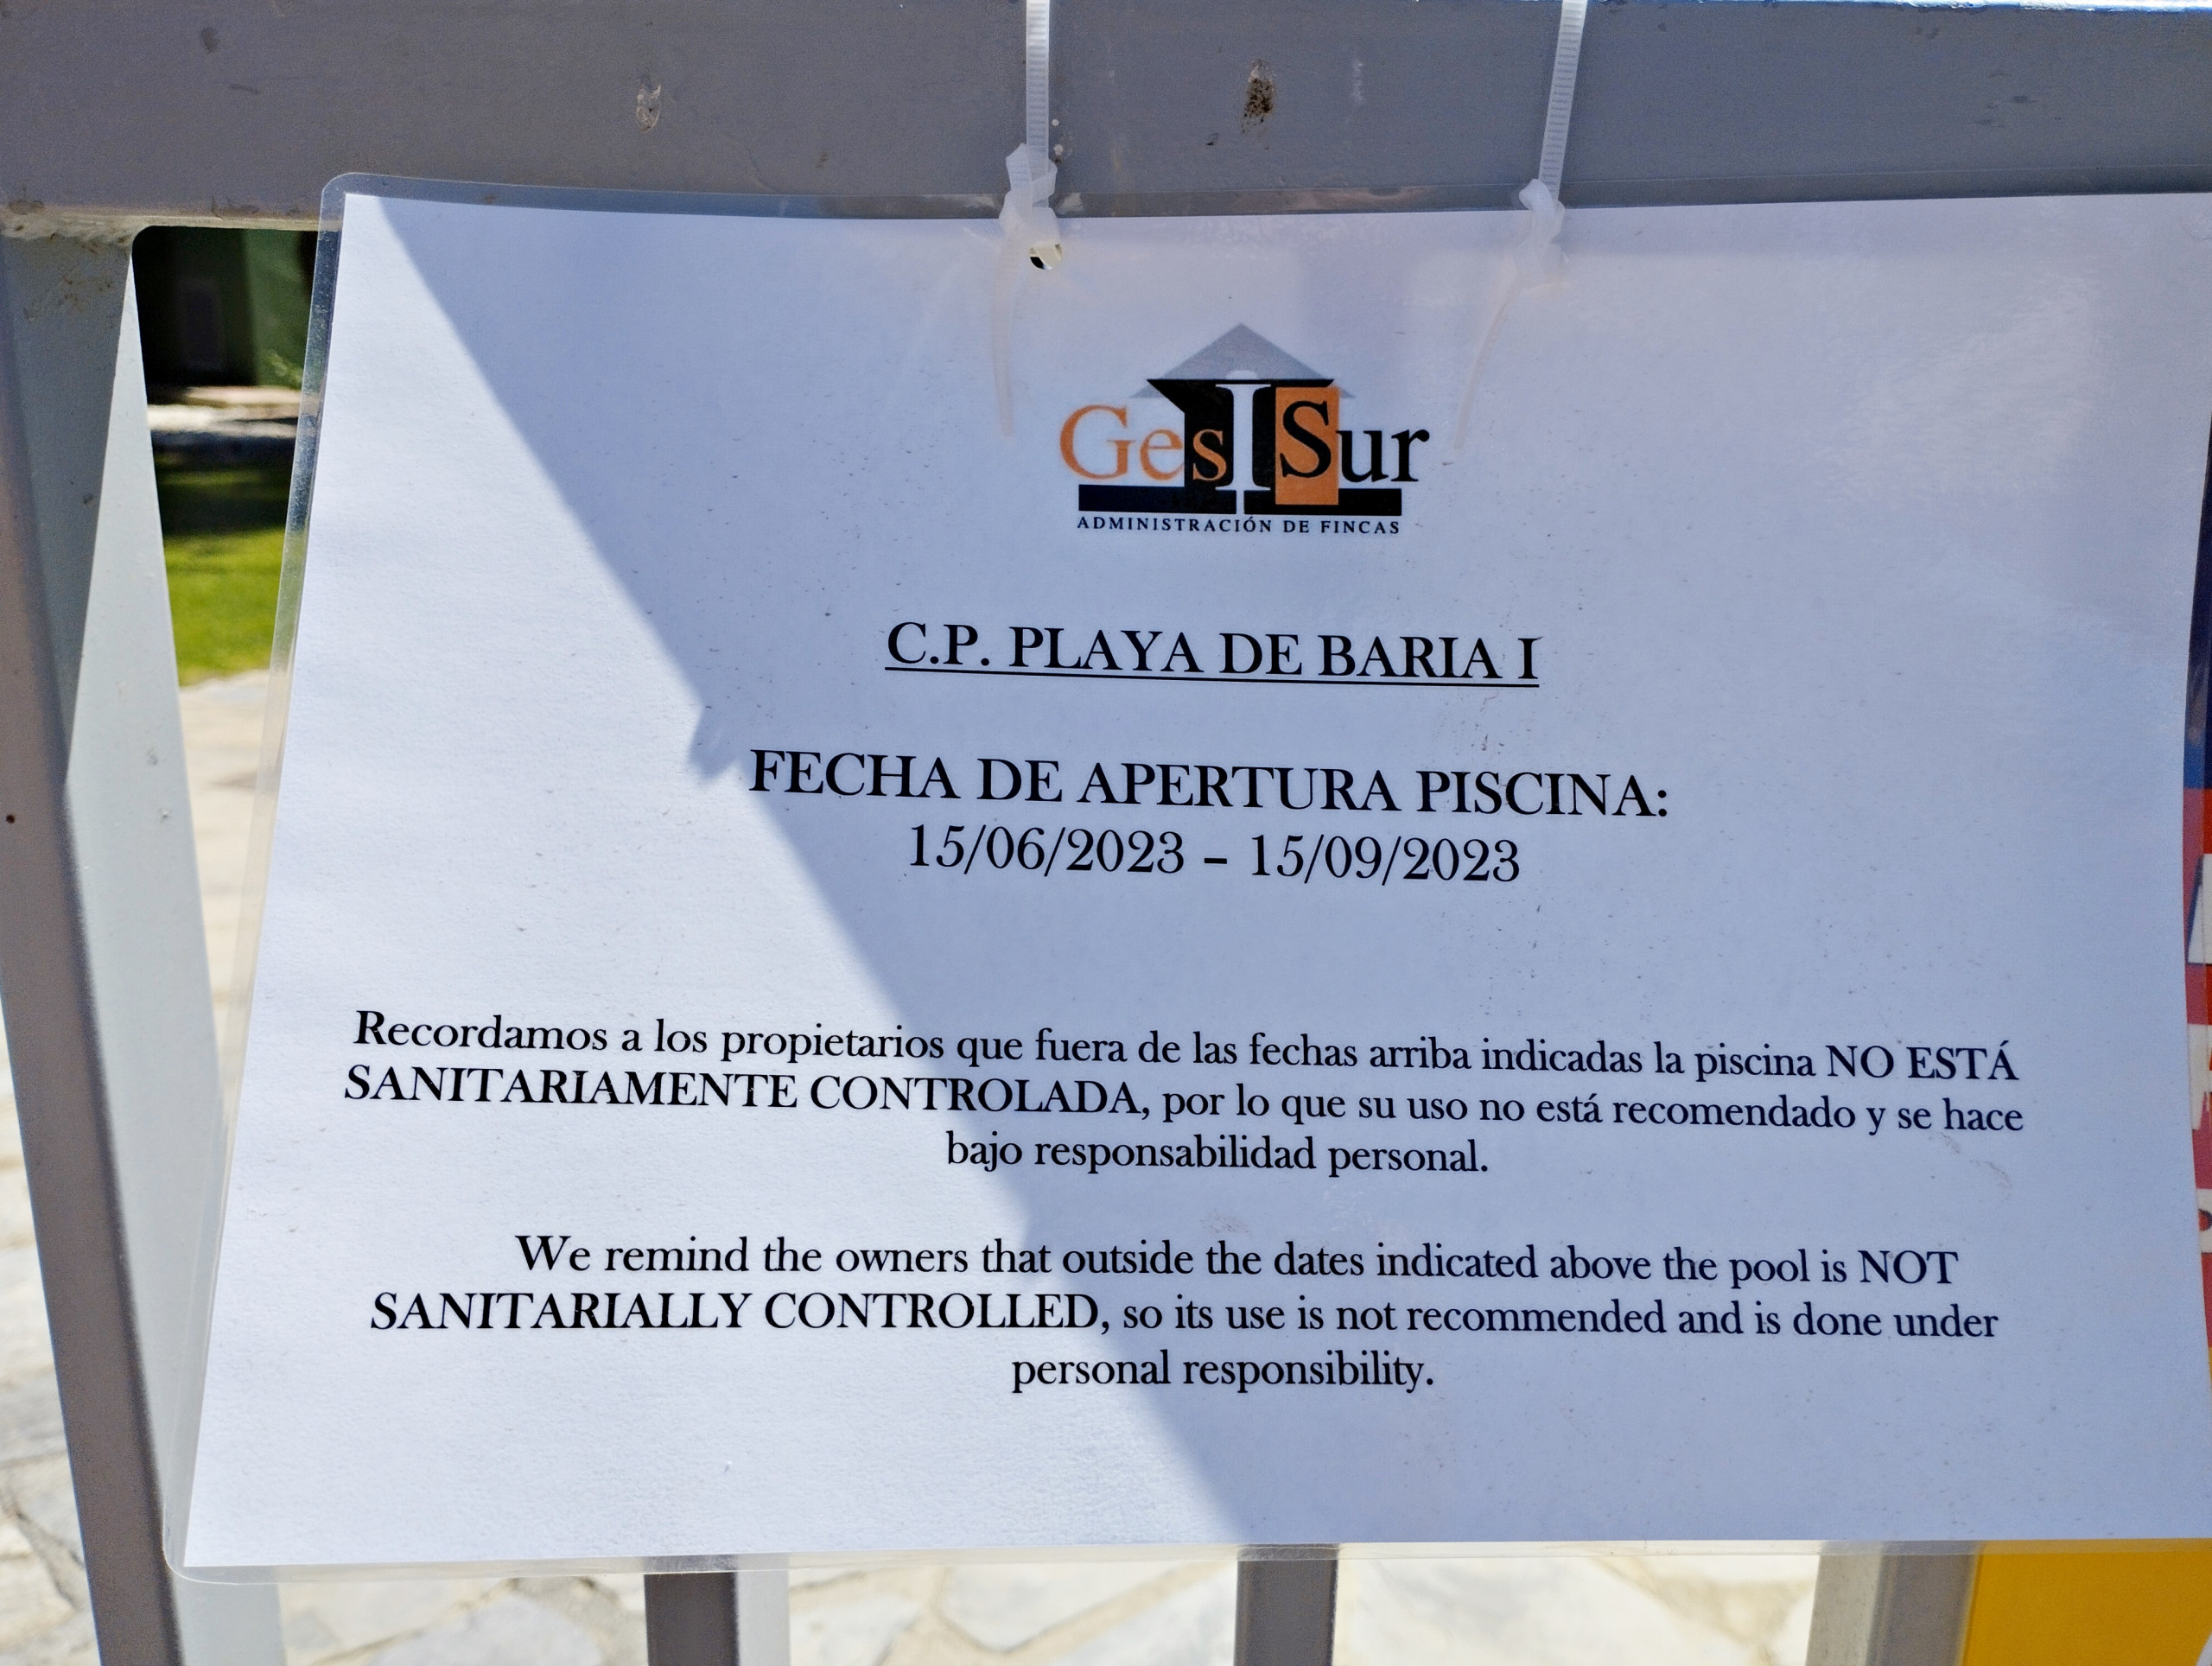 GesISur
ADMINISTRACIÓN DE FINCAS
C.P. PLAYA DE BARIA I
FECHA DE APERTURA PISCINA:
15/06/2023 – 15/09/2023
Recordamos a los propietarios que fuera de las fechas arriba indicadas la piscina NO ESTÁ
SANITARIAMENTE CONTROLADA, por lo que su uso no está recomendado y se hace
bajo responsabilidad personal.
We remind the owners that outside the dates indicated above the pool is NOT
SANITARIALLY CONTROLLED, so its use is not recommended and is done under
personal responsibility.